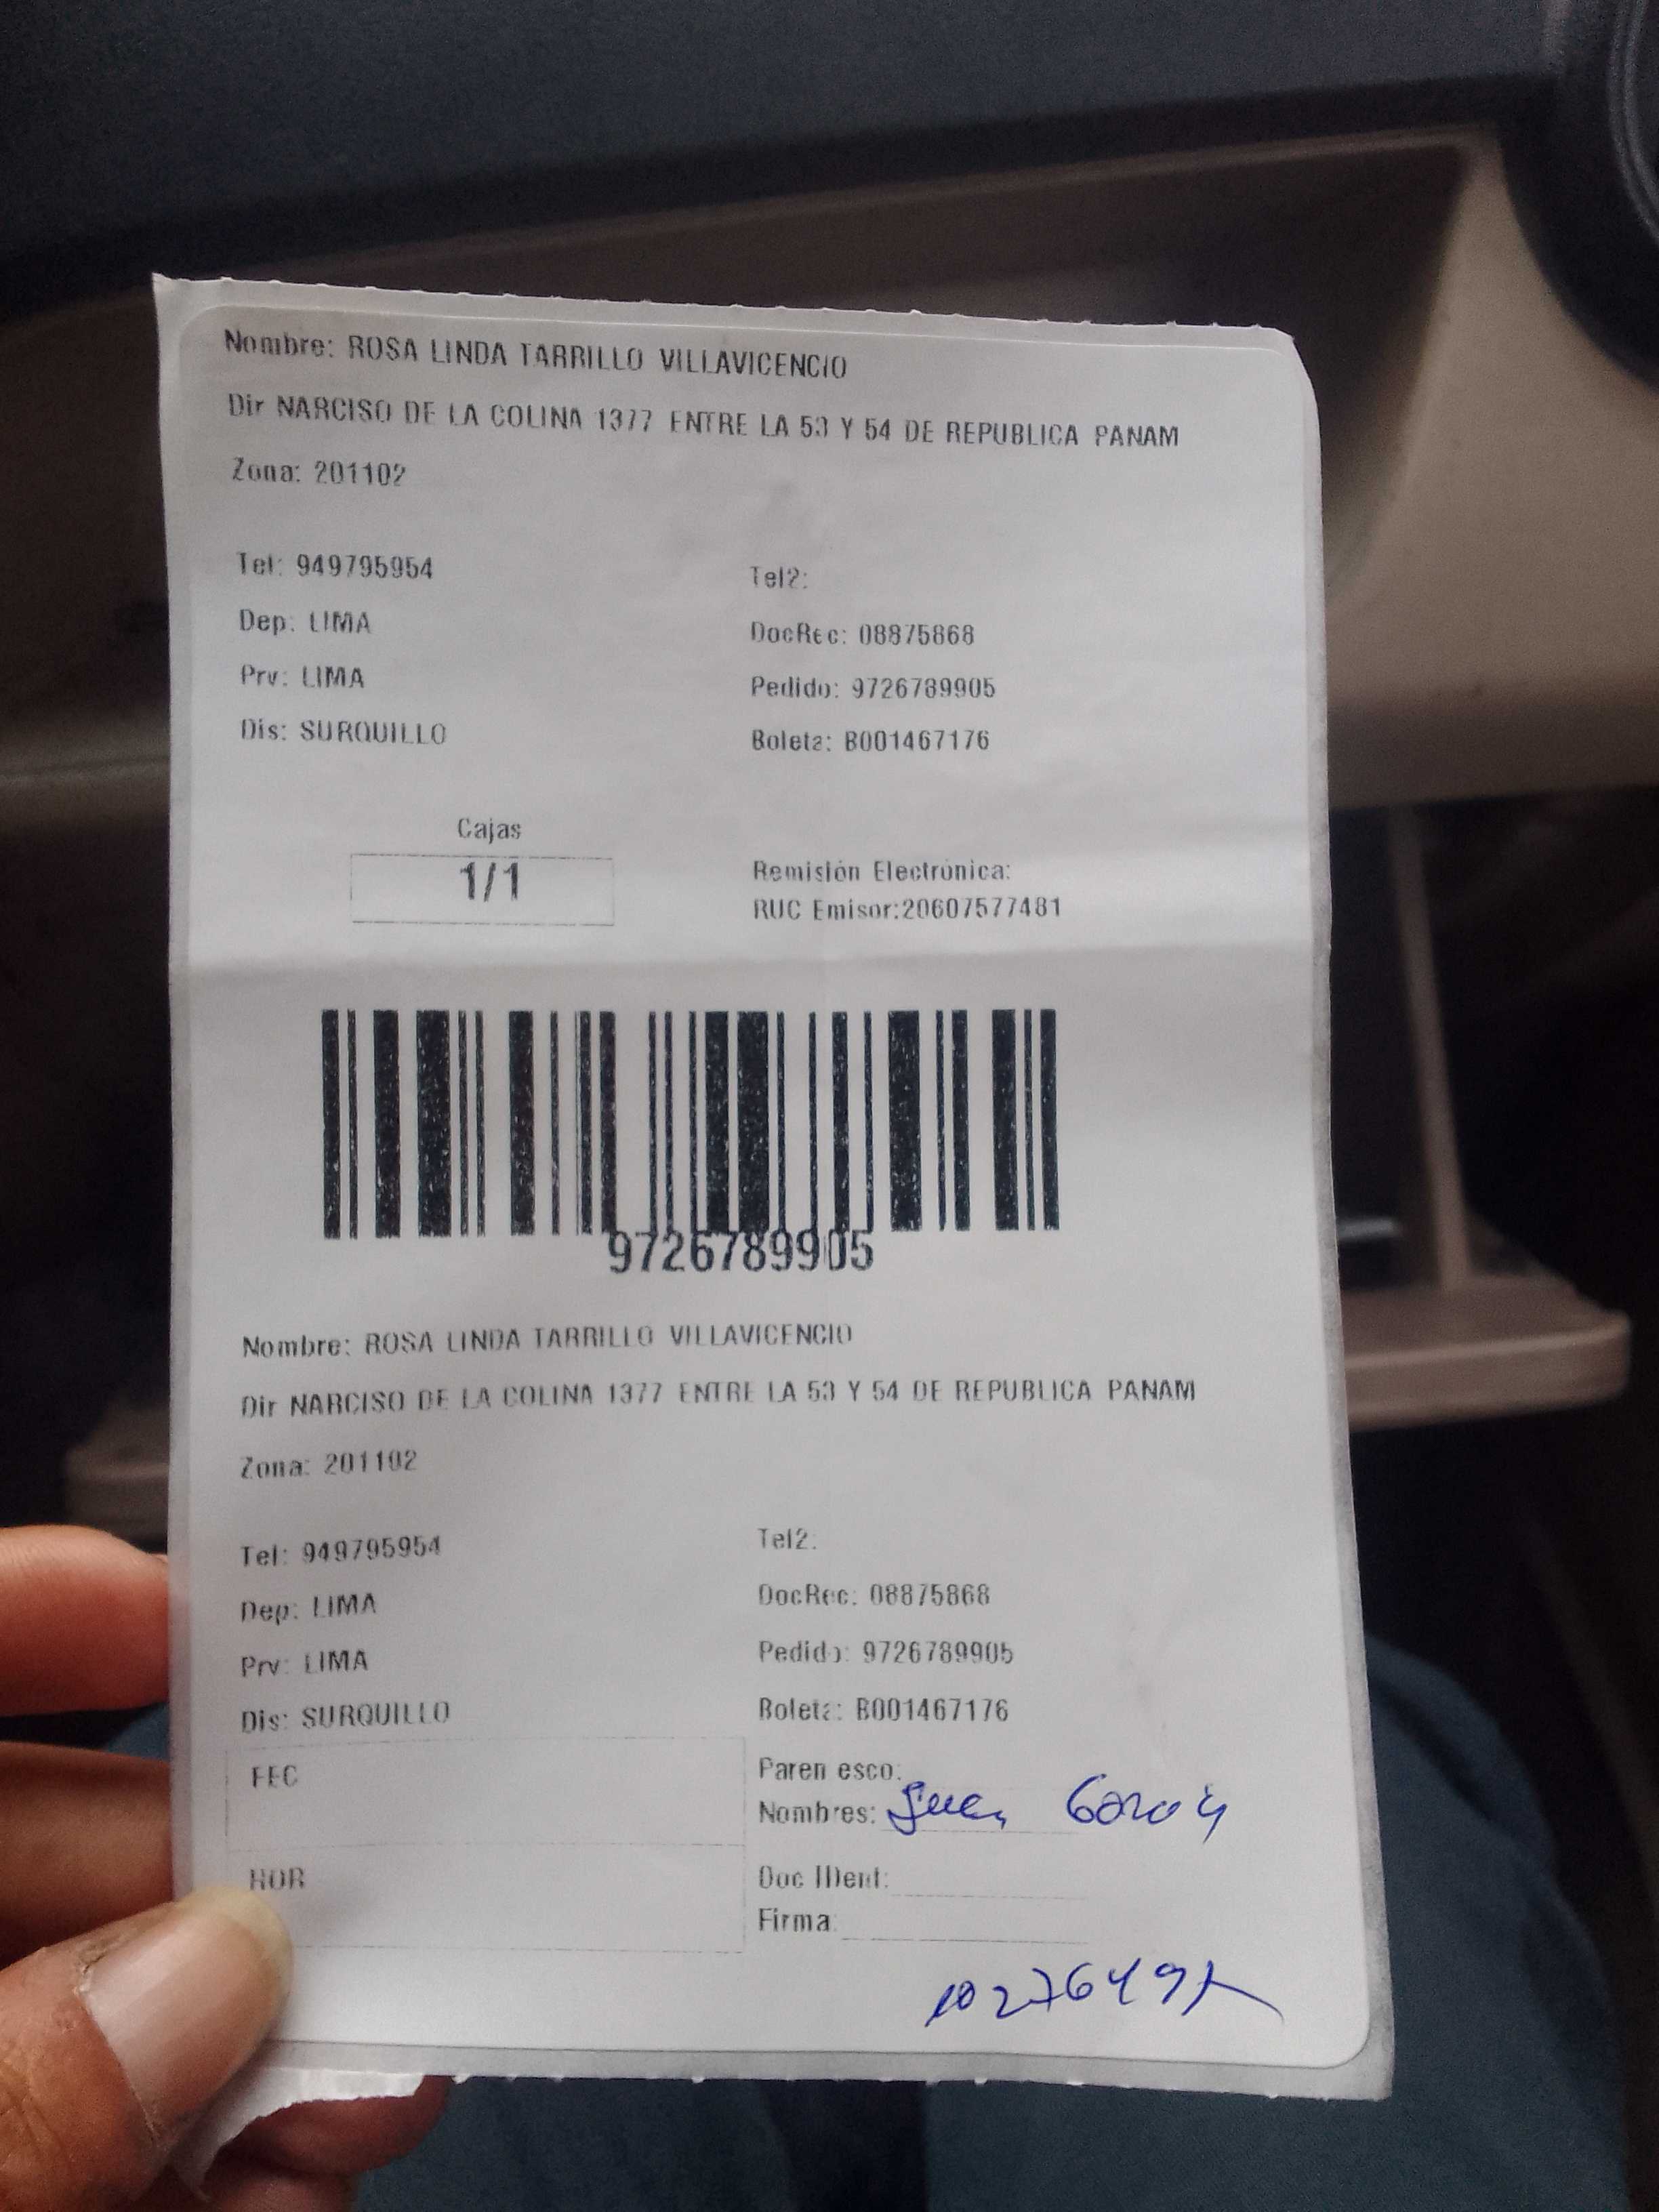 Nombre: ROSA LINDA TARRILLO VILLAVICENCIO
Dir NARCISO DE LA COLINA 1377 ENTRE LA 53 Y 54 DE REPUBLICA PANAM
Zona: 201102
Tel: 949795954 Tel2:
Dep: LIMA DocRec: 08875868
Prv: LIMA Pedido: 9726789905
Dis: SURQUILLO Boleta: B001467176
Cajas
1/1
Remisión Electrónica:
RUC Emisor:20607577481
9726789905
Nombre: ROSA LINDA TARRILLO VILLAVICENCIO
Dir NARCISO DE LA COLINA 1377 ENTRE LA 53 Y 54 DE REPUBLICA PANAM
Zona: 201102
Tel: 949795954 Tel2:
Dep: LIMA DocRec: 08875868
Prv: LIMA Pedido: 9726789905
Dis: SURQUILLO Boleta: B001467176
FEC
Paren esco:
Nombres:
HOR
Doc IDent:
Firma: